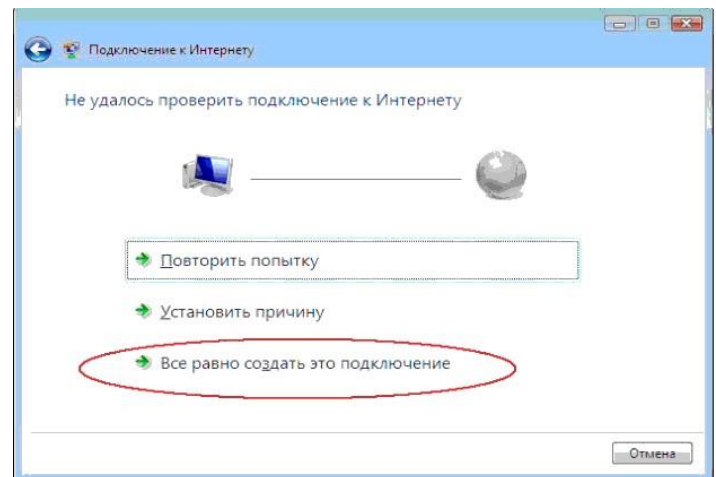 Подключение к Интернету
Не удалось проверить подключение к Интернету
Повторить попытку
Установить причину
Все равно создать это подключение
Отмена